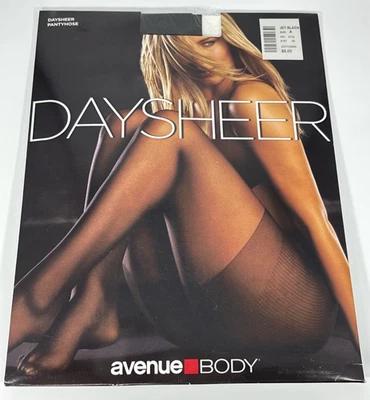 DAYSHEER
PANTYHOSE
JET BLACK
A
$8.00
DAYSHEER
avenue BODY